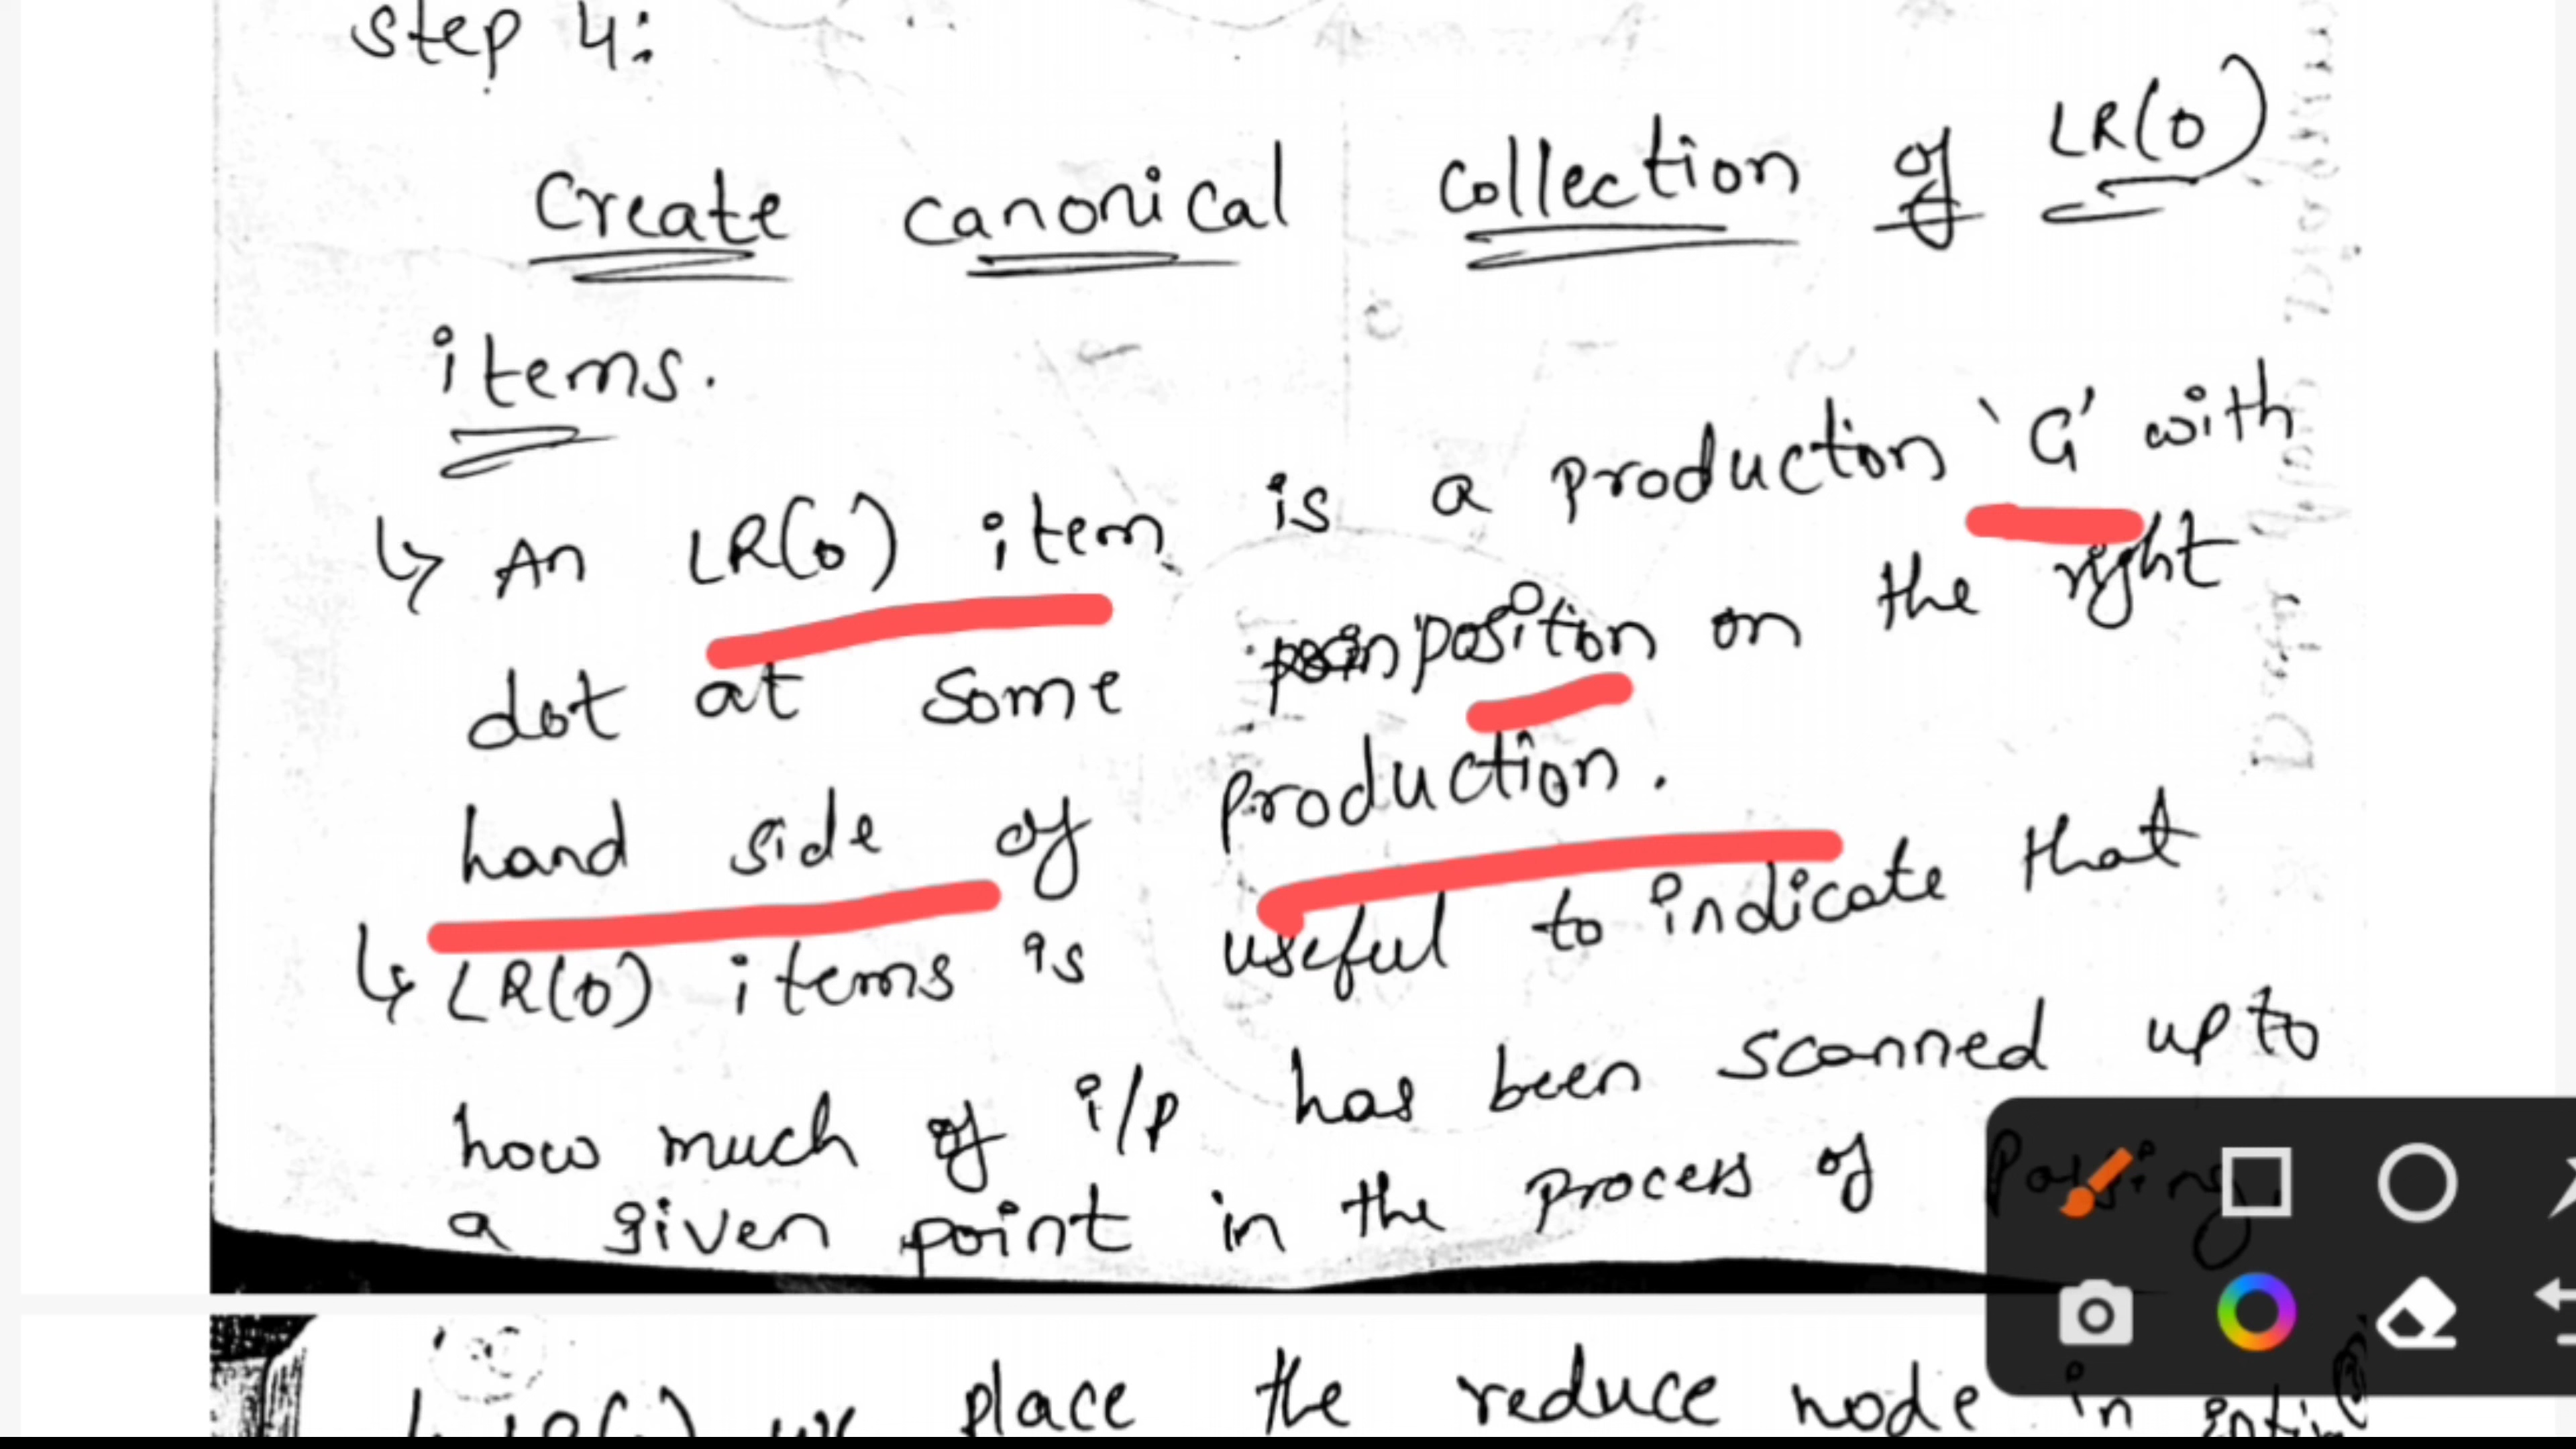 step 4:
Create canonical collection of LR(0)
items.
↳ An LR(0) item is a production 'G' with
dot at some position on the right
hand side of production.
↳ LR(0) items is useful to indicate that
how much of i/p has been scanned up to
a given point in the process of Parsing
place the reduce node in